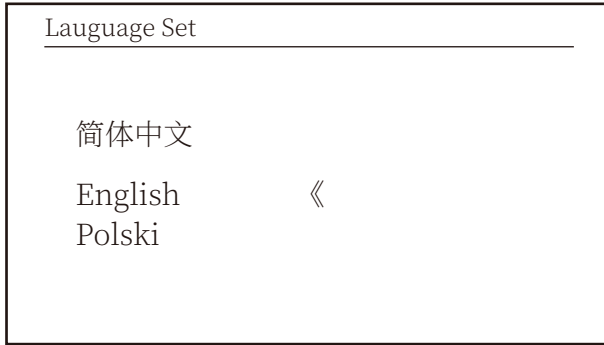 Lauguage Set
简体中文
English 《
Polski